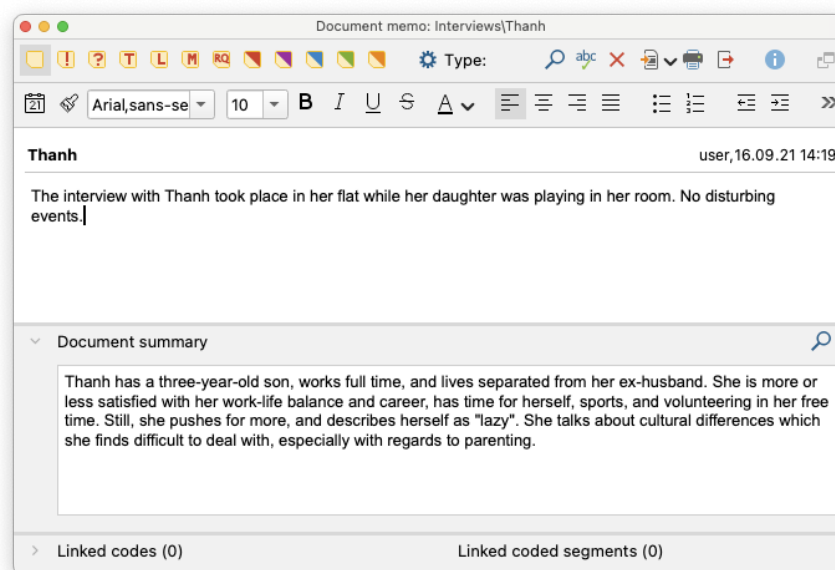 Document memo: Interviews\Thanh
! ? T L M RQ Type: abc
21 Arial,sans-se 10 B I U S A
Thanh user,16.09.21 14:19
The interview with Thanh took place in her flat while her daughter was playing in her room. No disturbing
events.
Document summary
Thanh has a three-year-old son, works full time, and lives separated from her ex-husband. She is more or
less satisfied with her work-life balance and career, has time for herself, sports, and volunteering in her free
time. Still, she pushes for more, and describes herself as "lazy". She talks about cultural differences which
she finds difficult to deal with, especially with regards to parenting.
Linked codes (0) Linked coded segments (0)